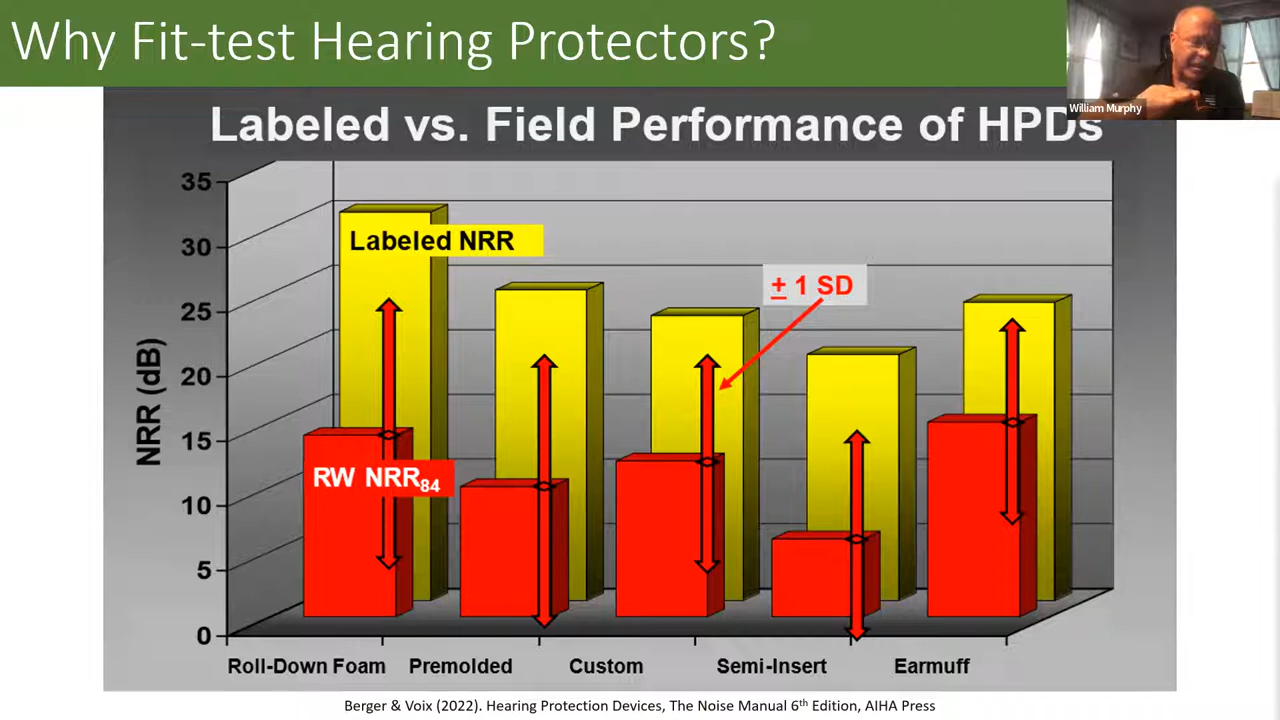 Why Fit-test Hearing Protectors?
William Murphy
Labeled vs. Field Performance of HPDs
35
30
25
20
15
10
5
0
NRR (dB)
Labeled NRR
± 1 SD
RW NRR84
Roll-Down Foam Premolded Custom Semi-Insert Earmuff
Berger & Voix (2022). Hearing Protection Devices, The Noise Manual 6th Edition, AIHA Press